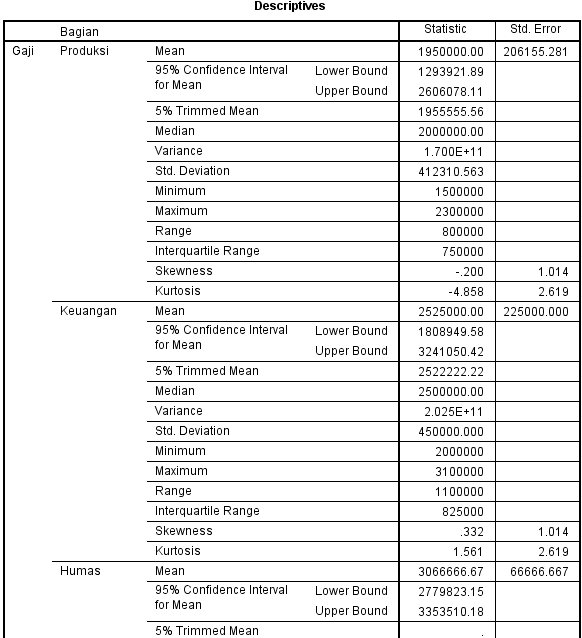 Descriptives
Bagian Statistic Std. Error
Gaji Produksi Mean 1950000.00 206155.281
95% Confidence Interval for Mean Lower Bound 1293921.89
Upper Bound 2606078.11
5% Trimmed Mean 1955555.56
Median 2000000.00
Variance 1.700E+11
Std. Deviation 412310.563
Minimum 1500000
Maximum 2300000
Range 800000
Interquartile Range 750000
Skewness -.200 1.014
Kurtosis -4.858 2.619
Keuangan Mean 2525000.00 225000.000
95% Confidence Interval for Mean Lower Bound 1808949.58
Upper Bound 3241050.42
5% Trimmed Mean 2522222.22
Median 2500000.00
Variance 2.025E+11
Std. Deviation 450000.000
Minimum 2000000
Maximum 3100000
Range 1100000
Interquartile Range 825000
Skewness .332 1.014
Kurtosis 1.561 2.619
Humas Mean 3066666.67 66666.667
95% Confidence Interval for Mean Lower Bound 2779823.15
Upper Bound 3353510.18
5% Trimmed Mean .